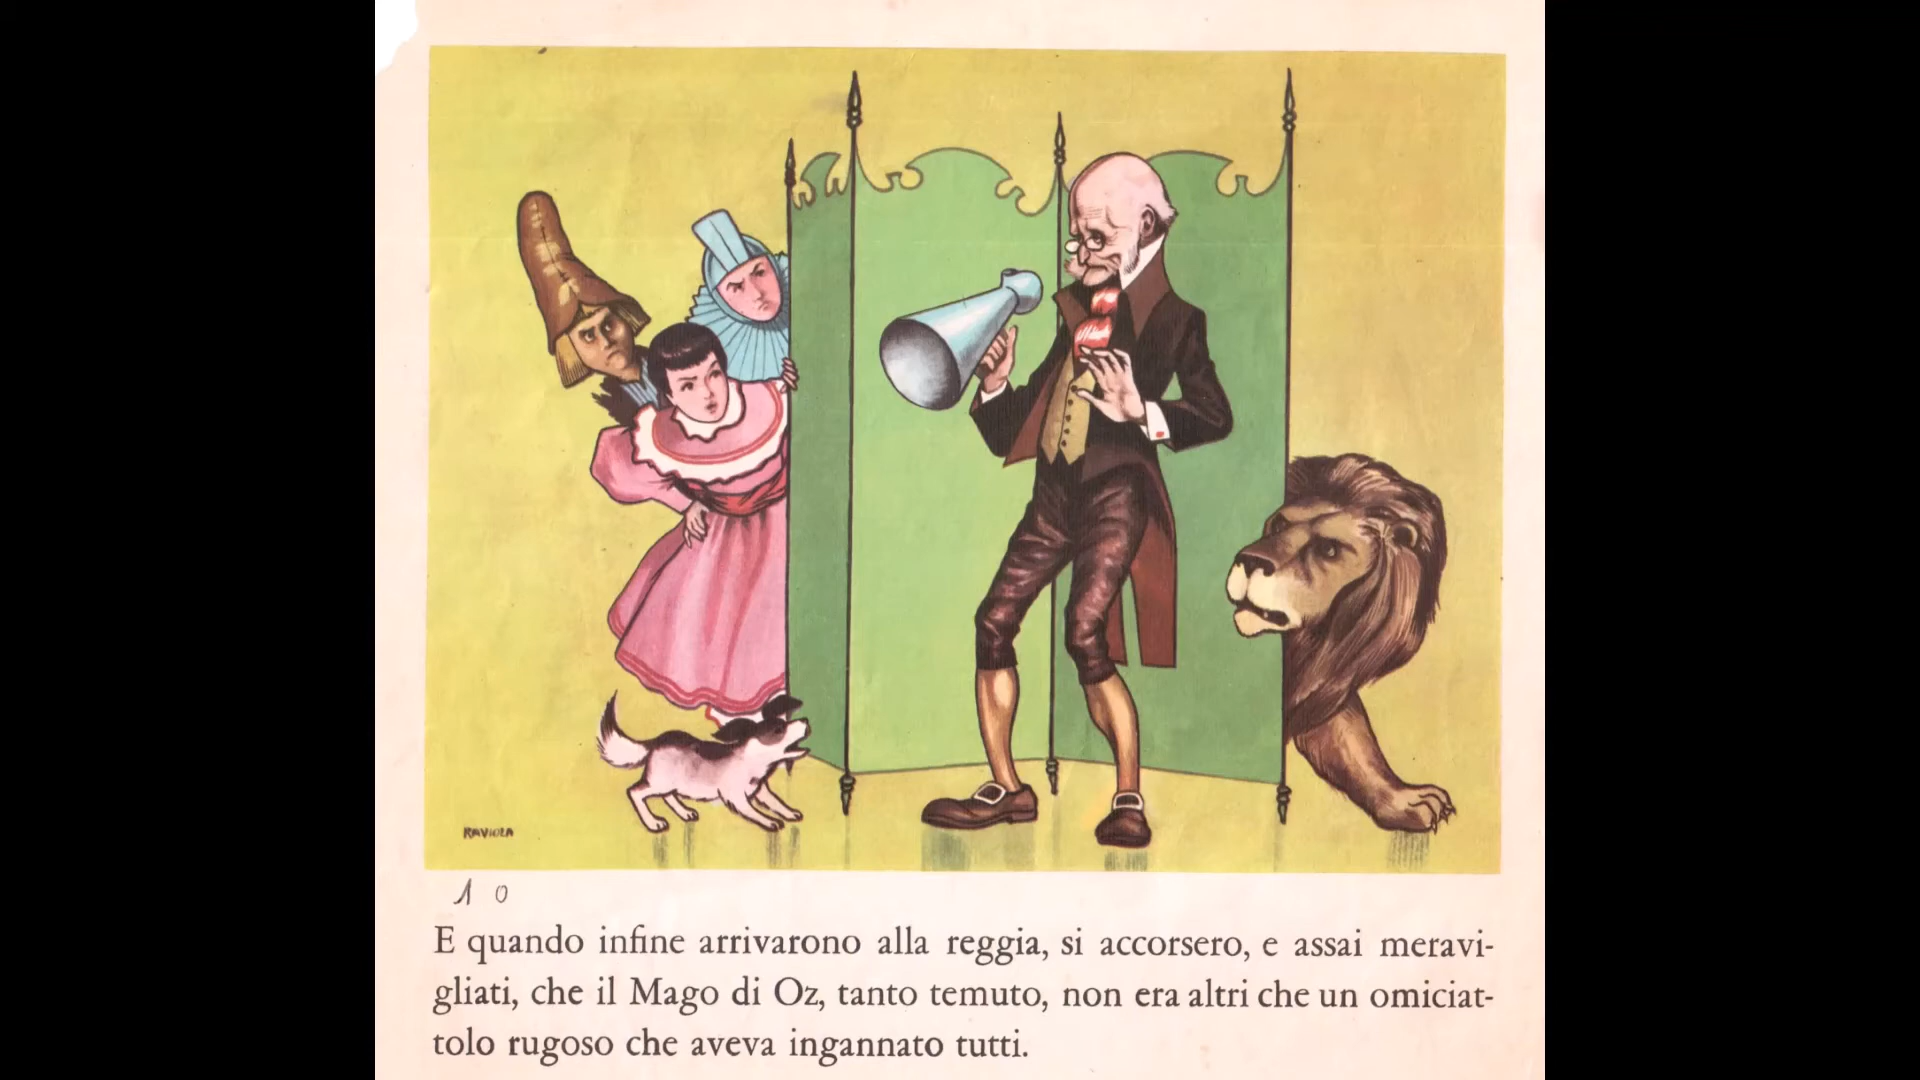 RAVIOLA
10
E quando infine arrivarono alla reggia, si accorsero, e assai meravi-
gliati, che il Mago di Oz, tanto temuto, non era altri che un omiciat-
tolo rugoso che aveva ingannato tutti.